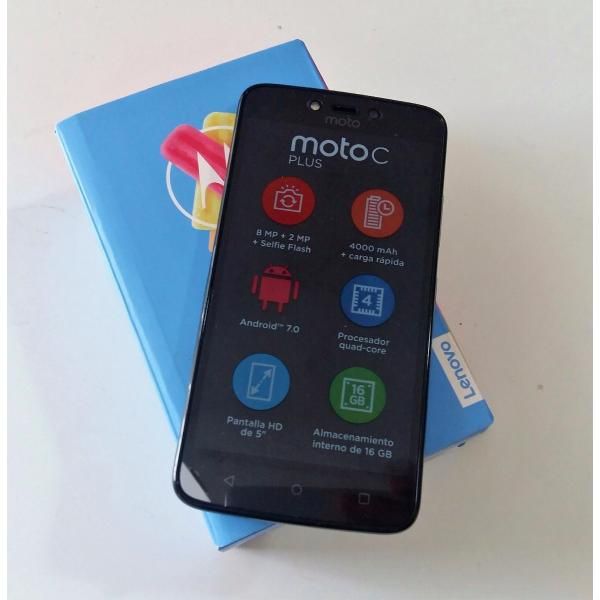 moto
moto c
PLUS
8 MP + 2 MP
+ Selfie Flash
4000 mAh
+ carga rápida
Android™ 7.0
4
Procesador
quad-core
Pantalla HD
de 5"
16
GB
Almacenamiento
interno de 16 GB
Lenovo